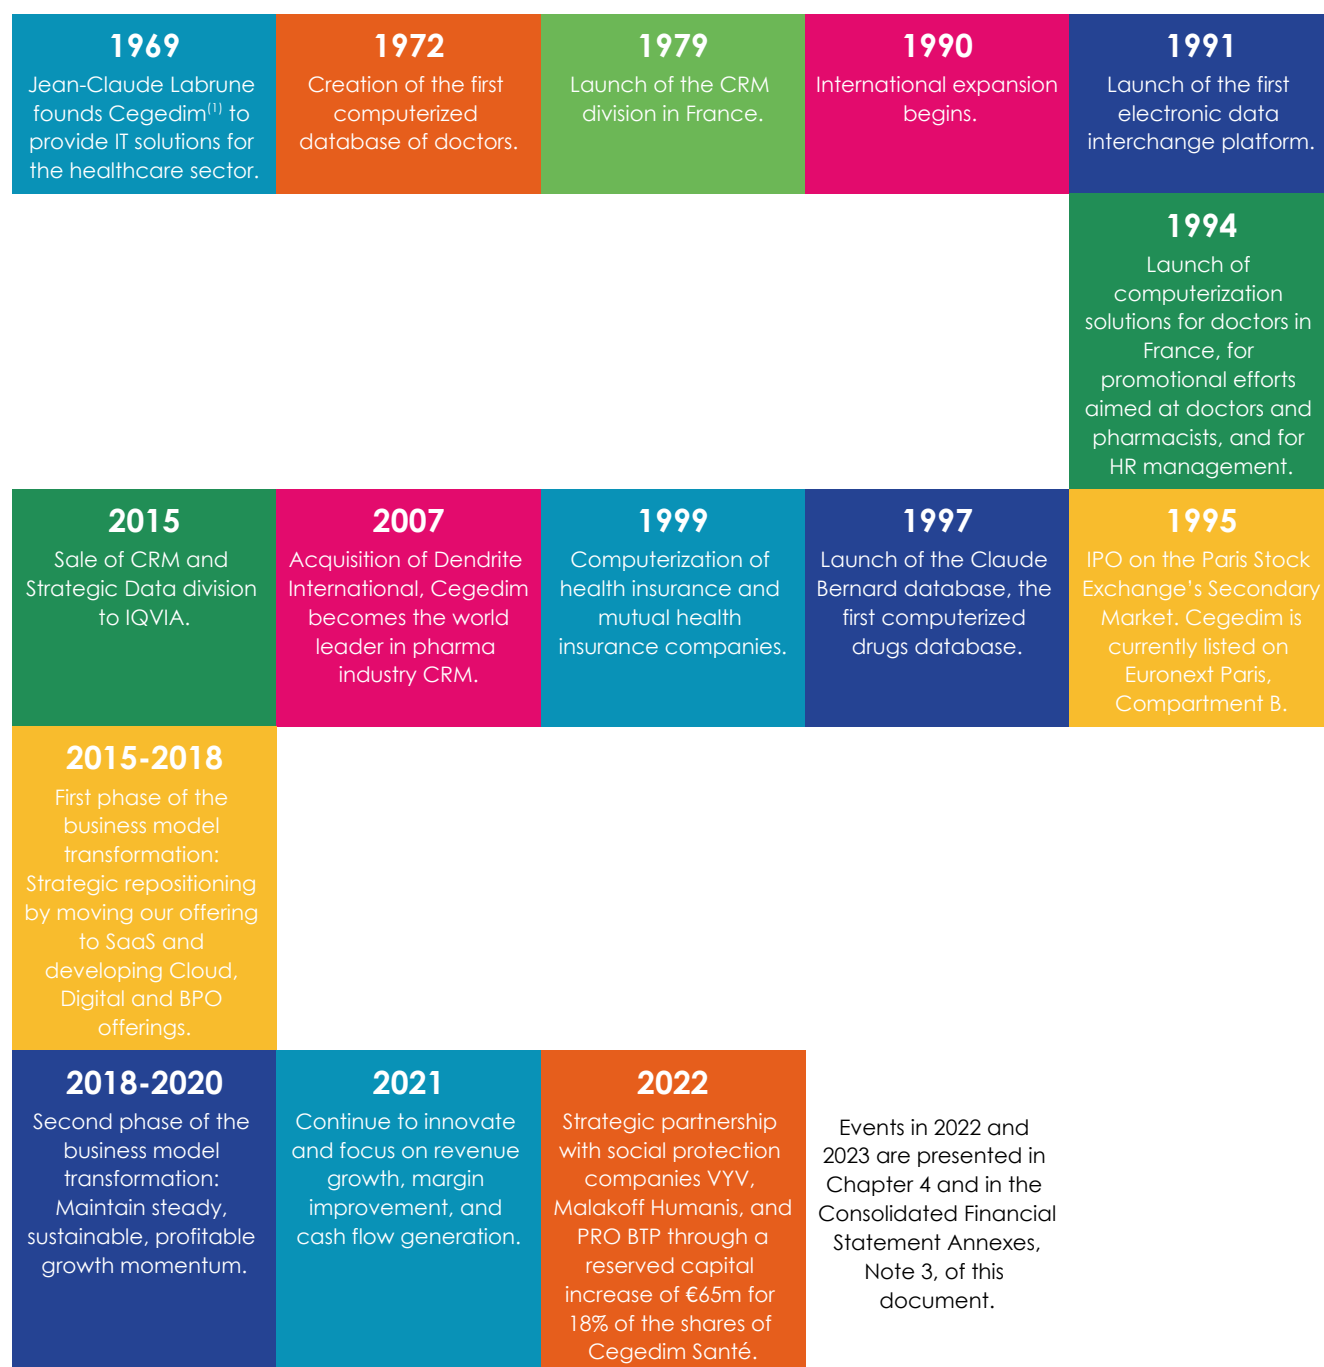 1969
Jean-Claude Labrune
founds Cegedim(1) to
provide IT solutions for
the healthcare sector.
1972
Creation of the first
computerized
database of doctors.
1979
Launch of the CRM
division in France.
1990
International expansion
begins.
1991
Launch of the first
electronic data
interchange platform.
1994
Launch of
computerization
solutions for doctors in
France, for
promotional efforts
aimed at doctors and
pharmacists, and for
HR management.
1995
IPO on the Paris Stock
Exchange’s Secondary
Market. Cegedim is
currently listed on
Euronext Paris,
Compartment B.
1997
Launch of the Claude
Bernard database, the
first computerized
drugs database.
1999
Computerization of
health insurance and
mutual health
insurance companies.
2007
Acquisition of Dendrite
International, Cegedim
becomes the world
leader in pharma
industry CRM.
2015
Sale of CRM and
Strategic Data division
to IQVIA.
2015-2018
First phase of the
business model
transformation:
Strategic repositioning
by moving our offering
to SaaS and
developing Cloud,
Digital and BPO
offerings.
2018-2020
Second phase of the
business model
transformation:
Maintain steady,
sustainable, profitable
growth momentum.
2021
Continue to innovate
and focus on revenue
growth, margin
improvement, and
cash flow generation.
2022
Strategic partnership
with social protection
companies VYV,
Malakoff Humanis, and
PRO BTP through a
reserved capital
increase of €65m for
18% of the shares of
Cegedim Santé.
Events in 2022 and
2023 are presented in
Chapter 4 and in the
Consolidated Financial
Statement Annexes,
Note 3, of this
document.